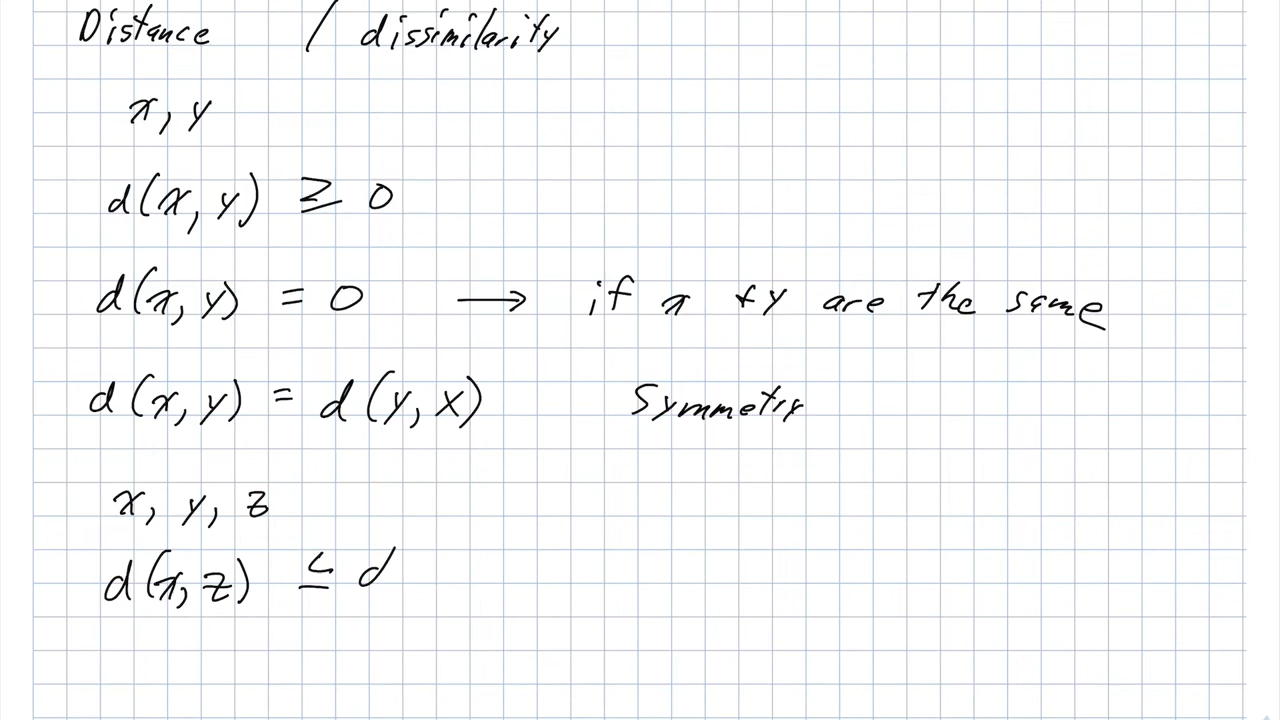 Distance / dissimilarity
x, y
d(x, y) ≥ 0
d(x, y) = 0 → if x & y are the same
d(x, y) = d(y, x) Symmetry
x, y, z
d(x, z) ≤ d